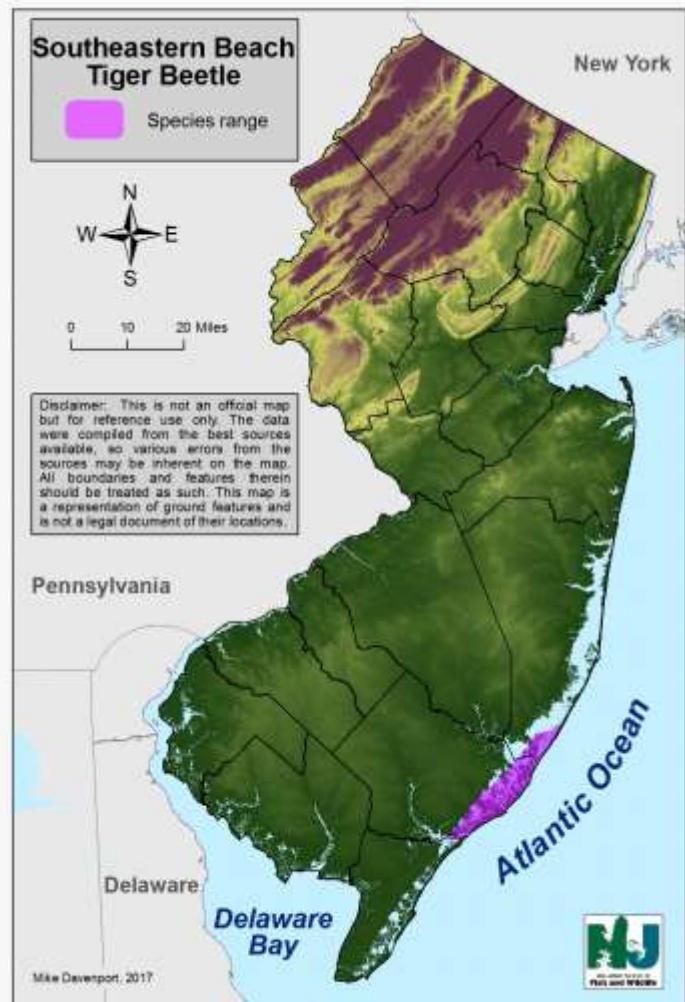 Southeastern Beach
Tiger Beetle
Species range
New York
N
W E
S
0 10 20 Miles
Disclaimer: This is not an official map
but for reference use only. The data
were compiled from the best sources
available, so various errors from the
sources may be inherent on the map.
All boundaries and features therein
should be treated as such. This map is
a representation of ground features and
is not a legal document of their locations.
Pennsylvania
Atlantic Ocean
Delaware
Delaware
Bay
Mike Davenport, 2017
NJ
Fish and Wildlife